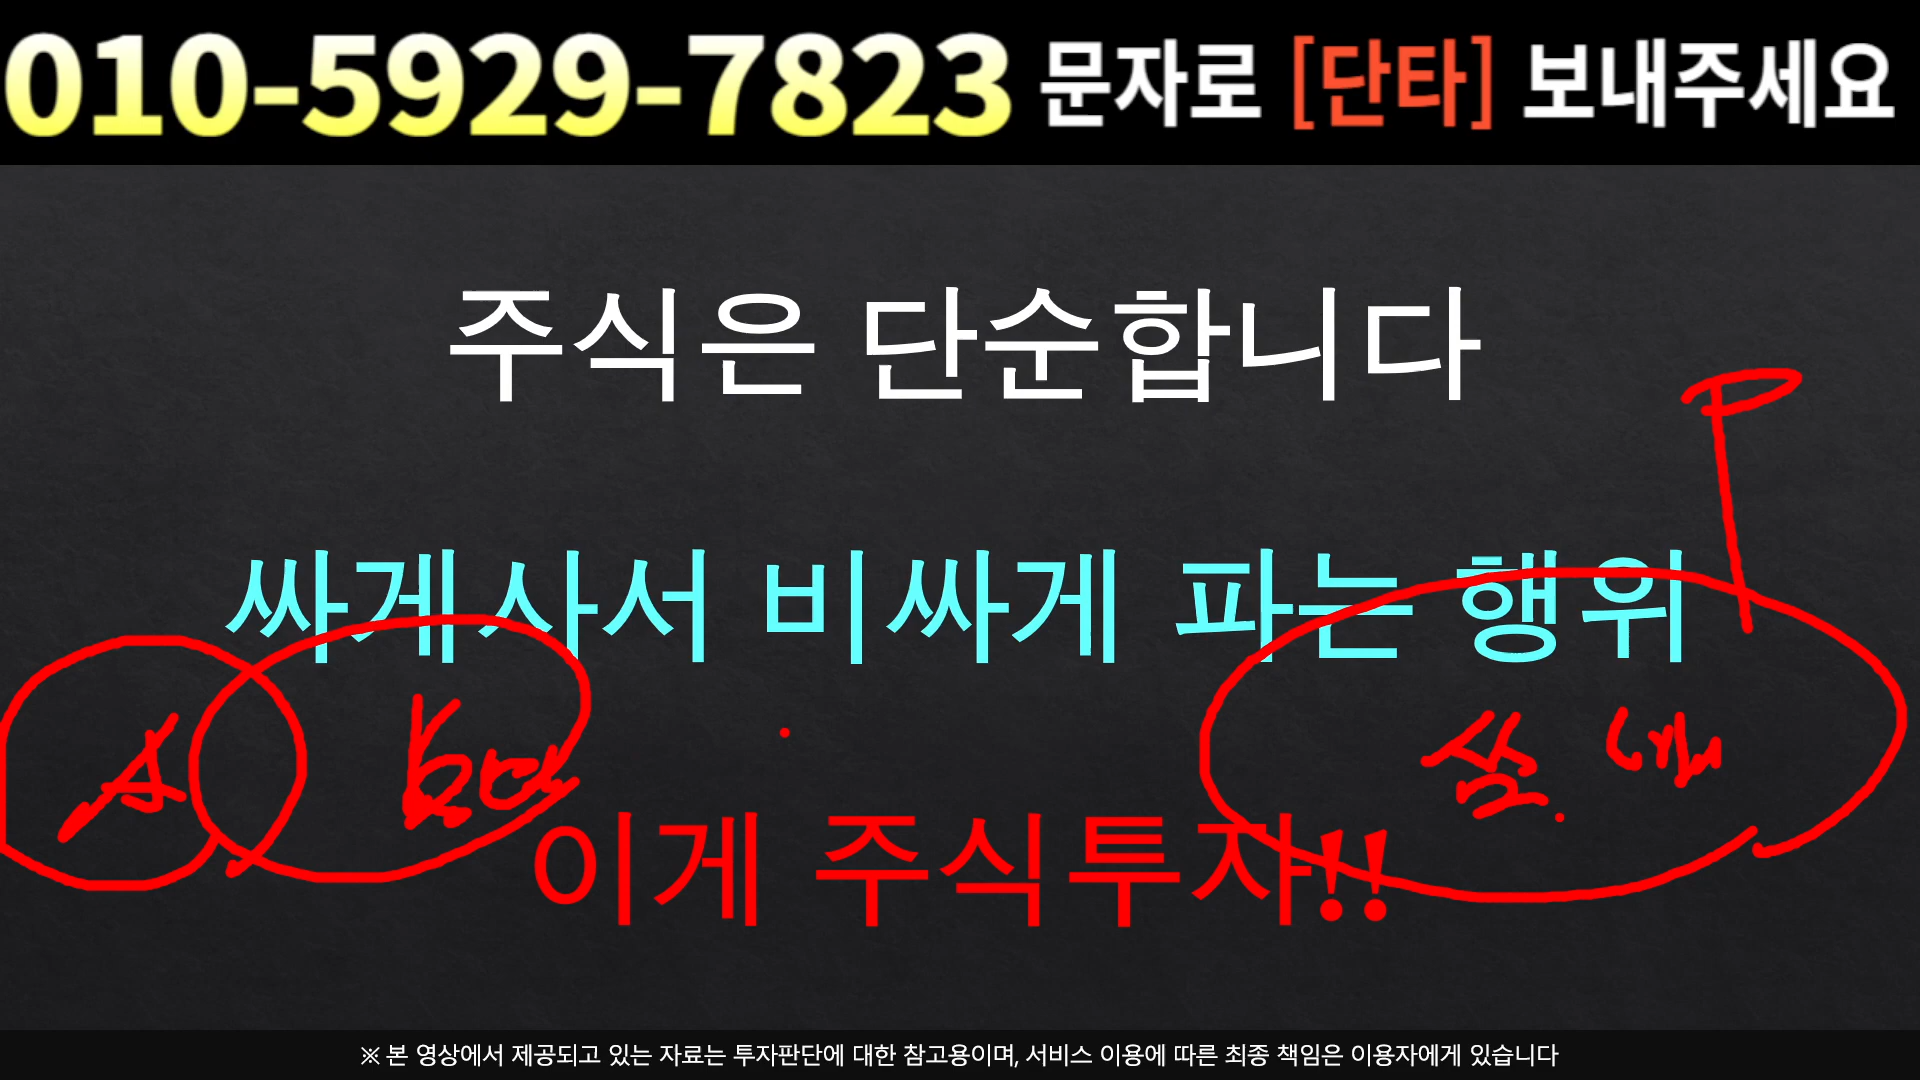 010-5929-7823 문자로 [단타] 보내주세요
주식은 단순합니다
싸게사서 비싸게 파는 행위
이게 주식투자!!
※ 본 영상에서 제공되고 있는 자료는 투자판단에 대한 참고용이며, 서비스 이용에 따른 최종 책임은 이용자에게 있습니다